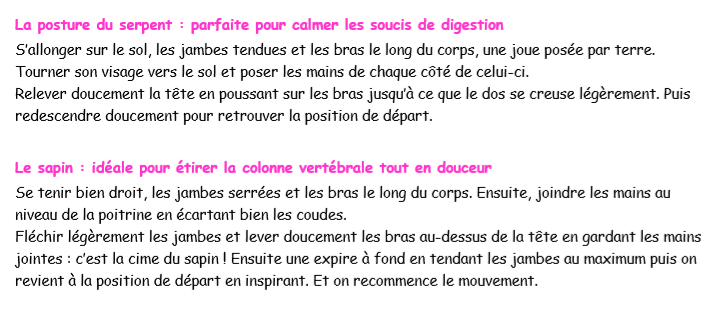 La posture du serpent : parfaite pour calmer les soucis de digestion
S'allonger sur le sol, les jambes tendues et les bras le long du corps, une joue posée par terre.
Tourner son visage vers le sol et poser les mains de chaque côté de celui-ci.
Relever doucement la tête en poussant sur les bras jusqu'à ce que le dos se creuse légèrement. Puis
redescendre doucement pour retrouver la position de départ.
Le sapin : idéale pour étirer la colonne vertébrale tout en douceur
Se tenir bien droit, les jambes serrées et les bras le long du corps. Ensuite, joindre les mains au
niveau de la poitrine en écartant bien les coudes.
Fléchir légèrement les jambes et lever doucement les bras au-dessus de la tête en gardant les mains
jointes : c'est la cime du sapin ! Ensuite une expire à fond en tendant les jambes au maximum puis on
revient à la position de départ en inspirant. Et on recommence le mouvement.